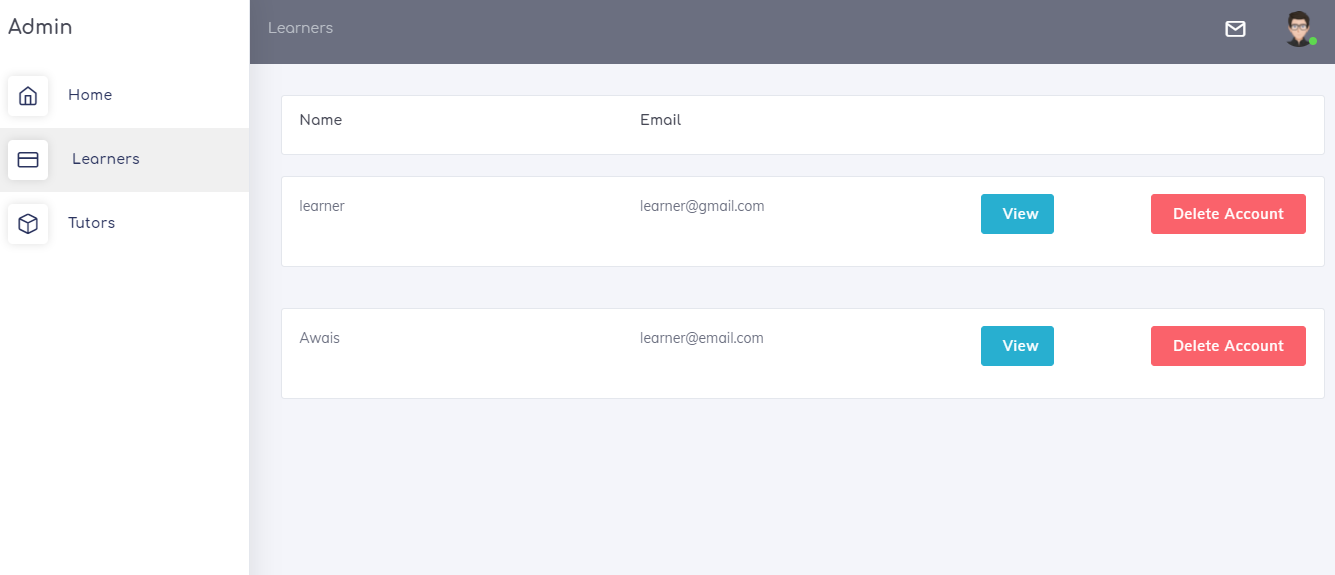 Admin
Learners
Home
Learners
Tutors
Name Email
learner learner@gmail.com View Delete Account
Awais learner@email.com View Delete Account